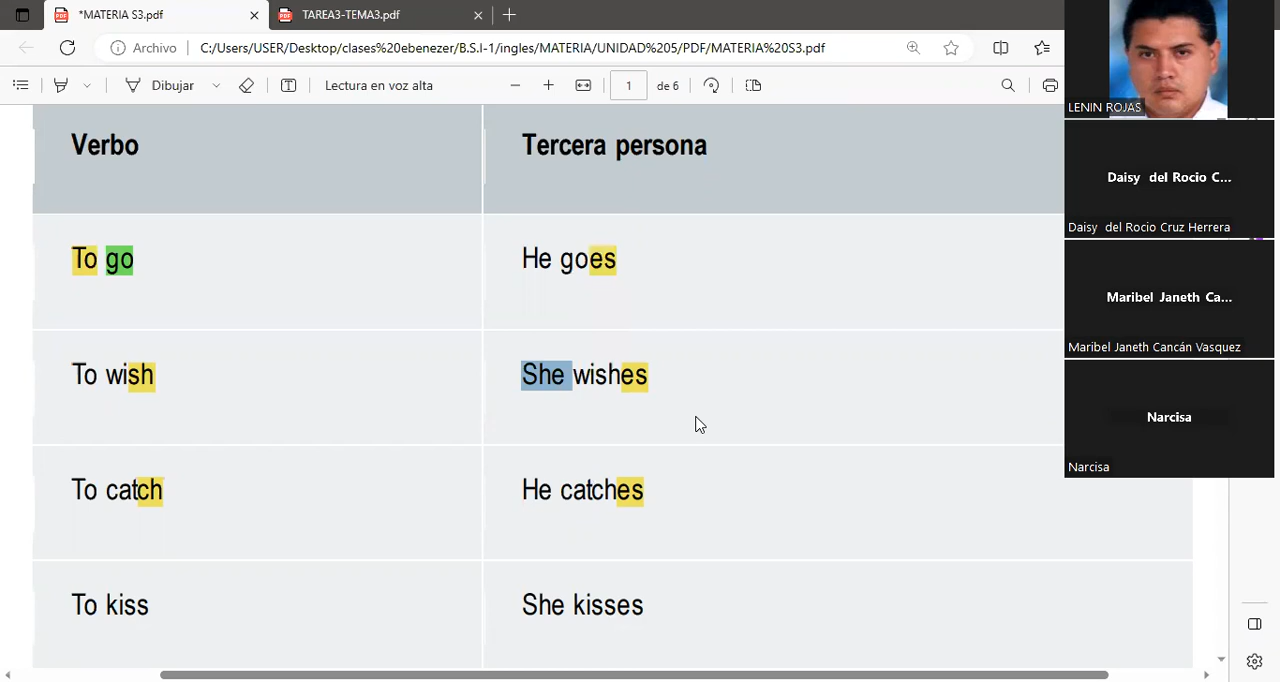 *MATERIA S3.pdf
TAREA3-TEMA3.pdf
Archivo
C:/Users/USER/Desktop/clases%20ebenezer/B.S.I-1/ingles/MATERIA/UNIDAD%205/PDF/MATERIA%20S3.pdf
Dibujar
Lectura en voz alta
1
de 6
Verbo
Tercera persona
To go
He goes
To wish
She wishes
To catch
He catches
To kiss
She kisses
LENIN ROJAS
Daisy del Rocio C...
Daisy del Rocio Cruz Herrera
Maribel Janeth Ca...
Maribel Janeth Cancán Vasquez
Narcisa
Narcisa